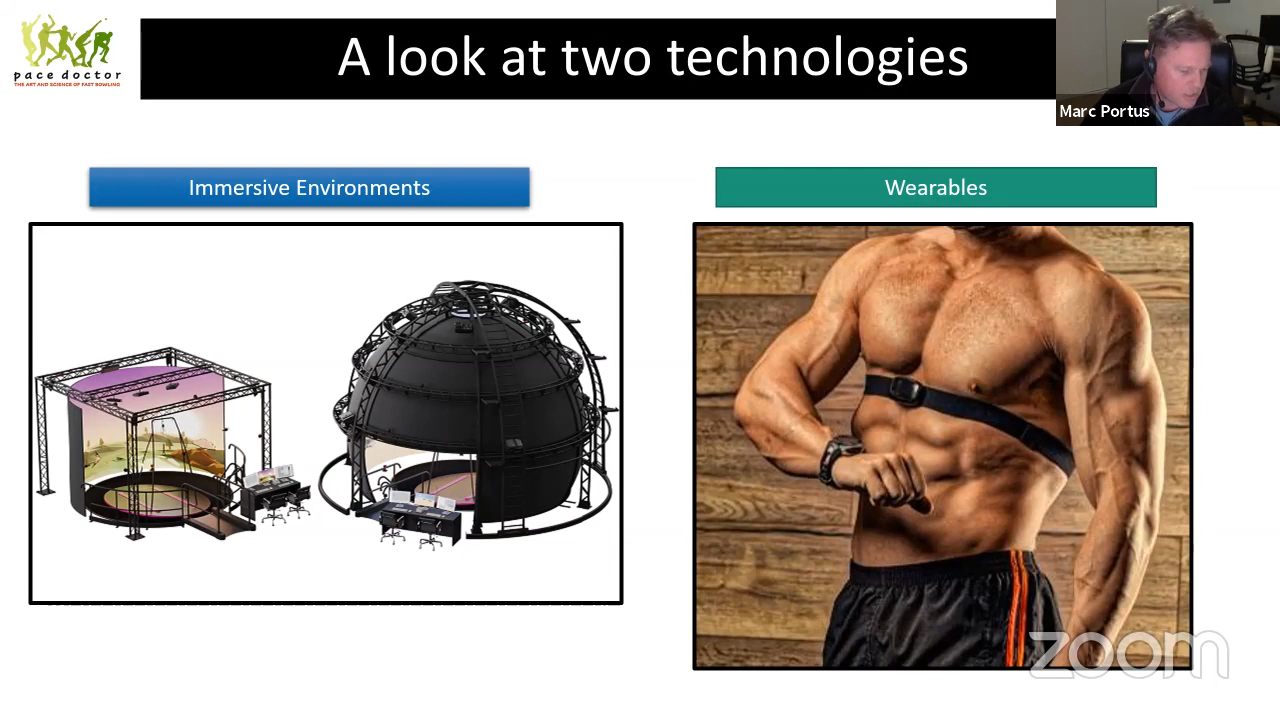 pace doctor
THE ART AND SCIENCE OF FAST BOWLING
A look at two technologies
Marc Portus
Immersive Environments
Wearables
zoom